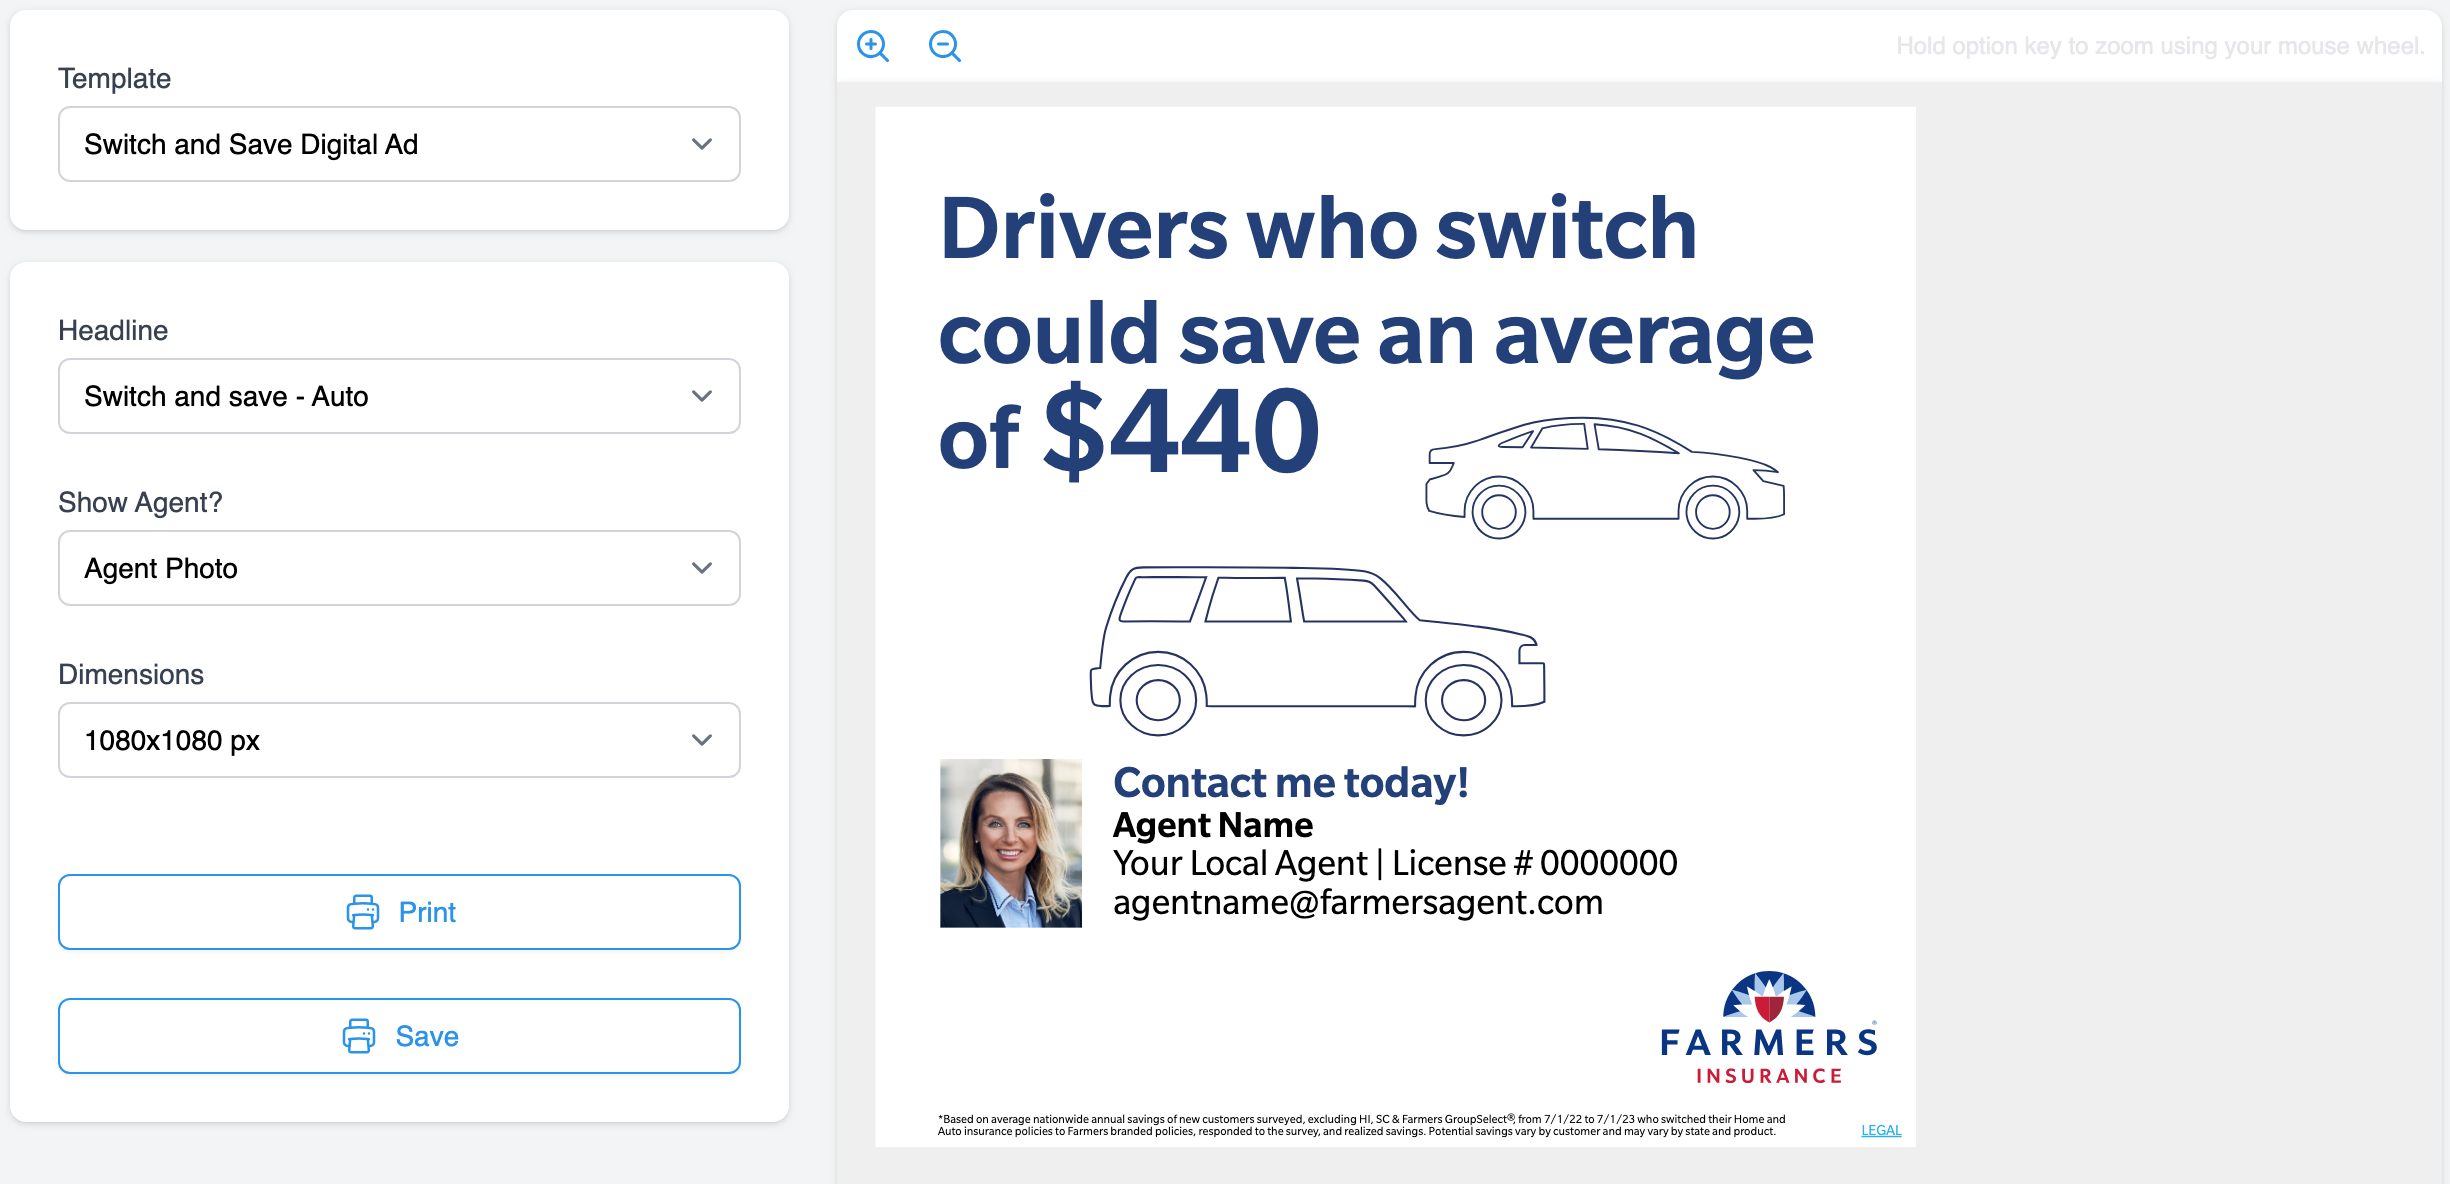 Template
Switch and Save Digital Ad
Headline
Switch and save - Auto
Show Agent?
Agent Photo
Dimensions
1080x1080 px
Print
Save
Hold option key to zoom using your mouse wheel.
Drivers who switch
could save an average
of $440
Contact me today!
Agent Name
Your Local Agent | License # 0000000
agentname@farmersagent.com
FARMERS®
INSURANCE
*Based on average nationwide annual savings of new customers surveyed, excluding HI, SC & Farmers GroupSelect®, from 7/1/22 to 7/1/23 who switched their Home and
Auto insurance policies to Farmers branded policies, responded to the survey, and realized savings. Potential savings vary by customer and may vary by state and product.
LEGAL